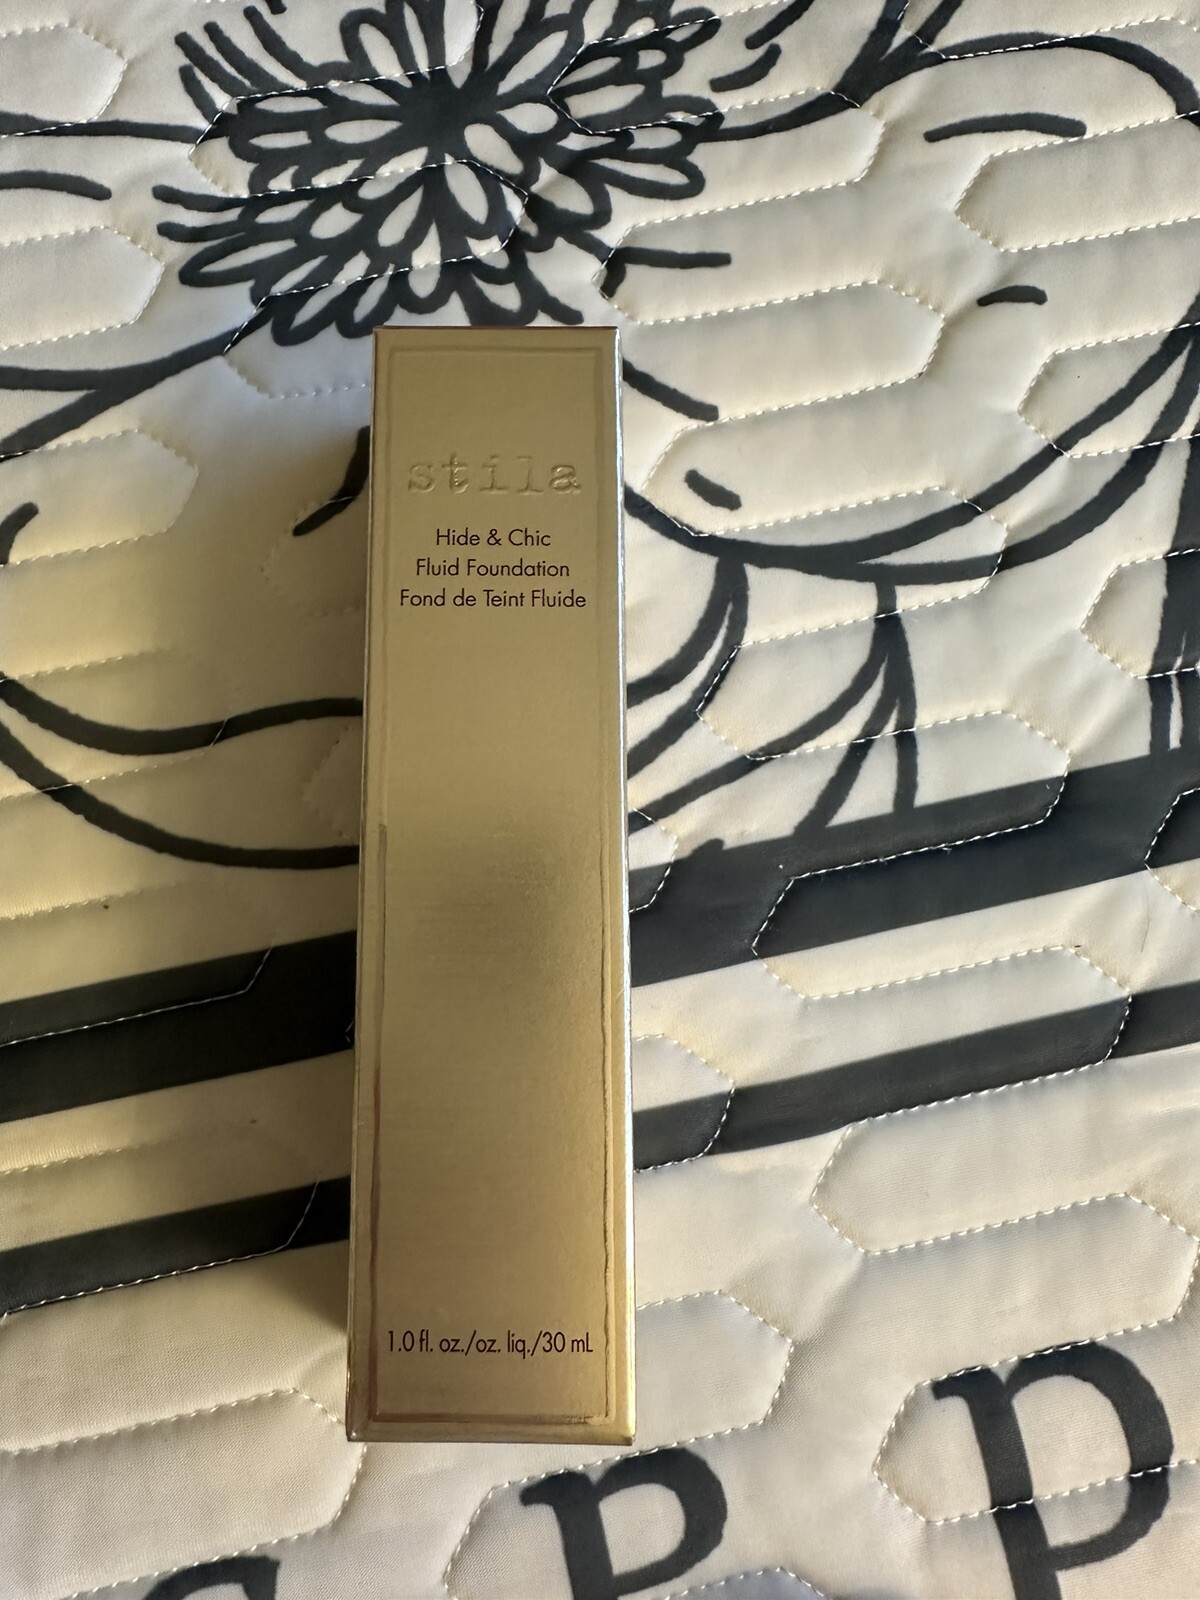 stila
Hide & Chic
Fluid Foundation
Fond de Teint Fluide
1.0 fl. oz./oz. liq./30 mL
P
P